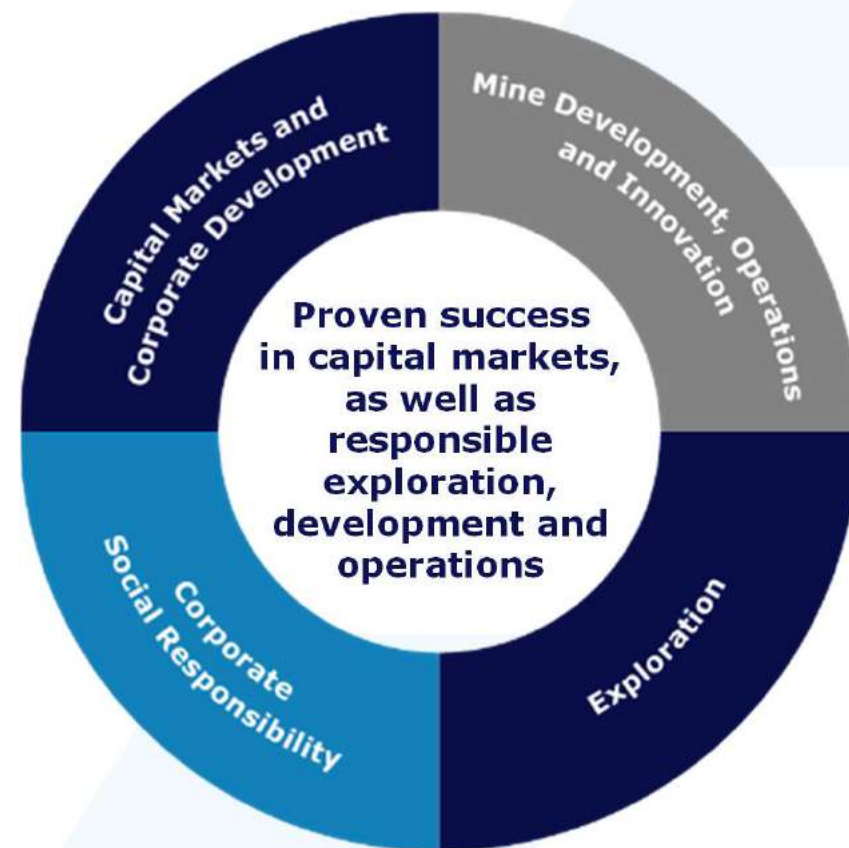 Capital Markets and
Corporate Development
Mine Development, Operations
and Innovation
Proven success
in capital markets,
as well as
responsible
exploration,
development and
operations
Corporate
Social Responsibility
Exploration